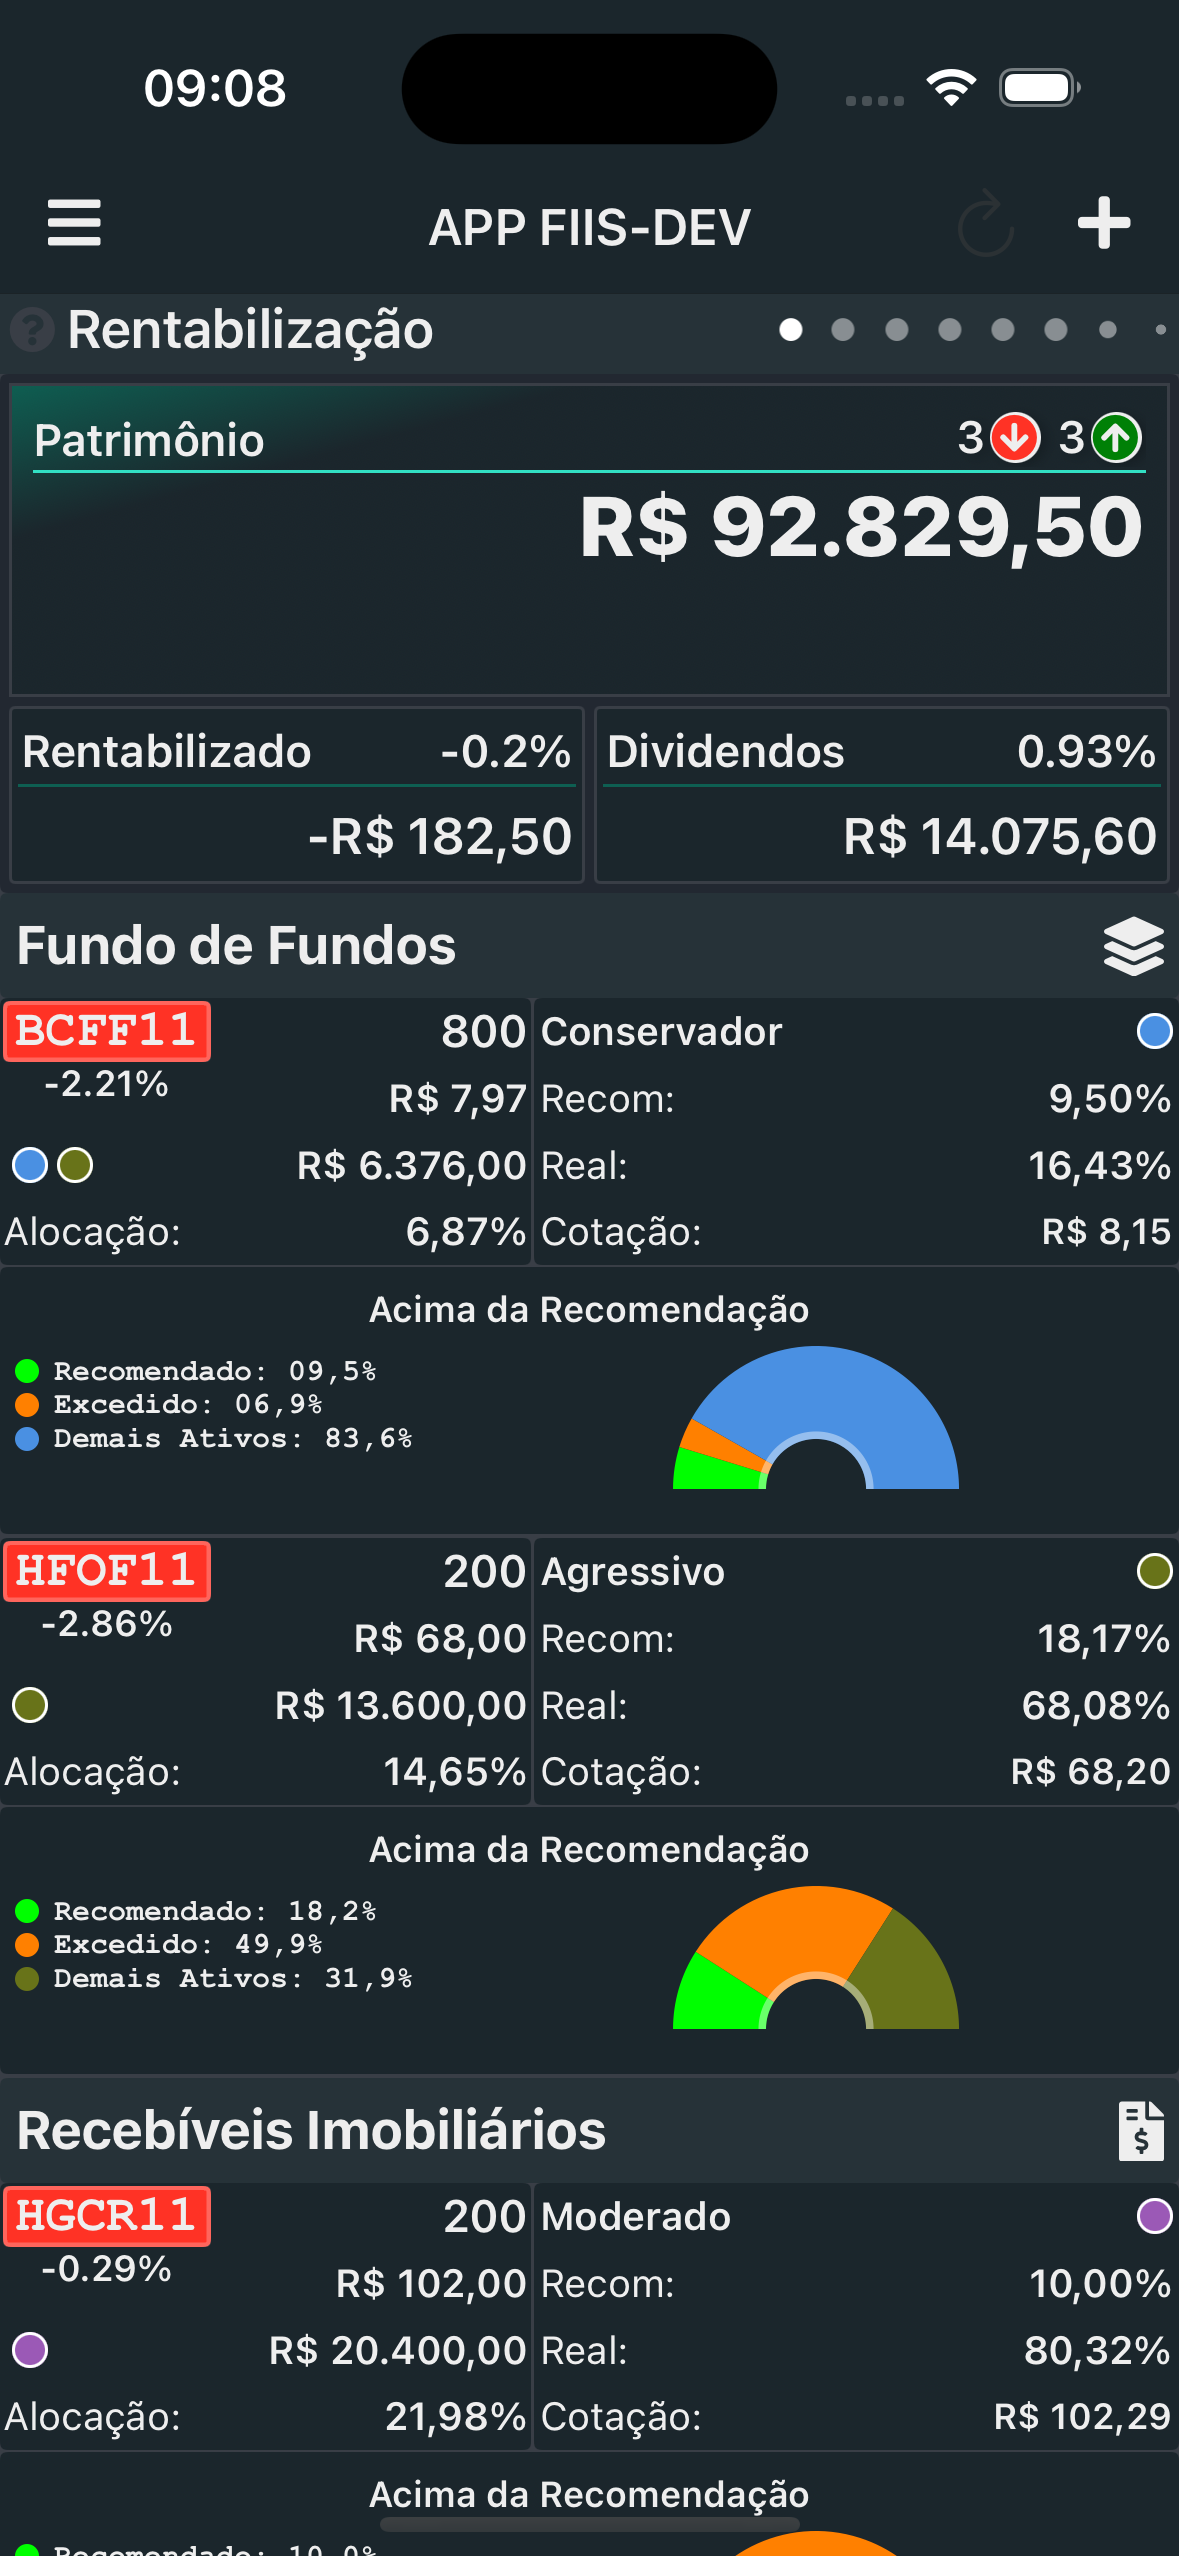 09:08
APP FIIS-DEV
? Rentabilização
Patrimônio 3 3
R$ 92.829,50
Rentabilizado -0.2%
-R$ 182,50
Dividendos 0.93%
R$ 14.075,60
Fundo de Fundos
BCFF11 800
-2.21%
R$ 7,97
R$ 6.376,00
Alocação: 6,87%
Conservador
Recom: 9,50%
Real: 16,43%
Cotação: R$ 8,15
Acima da Recomendação
Recomendado: 09,5%
Excedido: 06,9%
Demais Ativos: 83,6%
HFOF11 200
-2.86%
R$ 68,00
R$ 13.600,00
Alocação: 14,65%
Agressivo
Recom: 18,17%
Real: 68,08%
Cotação: R$ 68,20
Acima da Recomendação
Recomendado: 18,2%
Excedido: 49,9%
Demais Ativos: 31,9%
Recebíveis Imobiliários
$
HGCR11 200
-0.29%
R$ 102,00
R$ 20.400,00
Alocação: 21,98%
Moderado
Recom: 10,00%
Real: 80,32%
Cotação: R$ 102,29
Acima da Recomendação
Recomendado: 10,0%